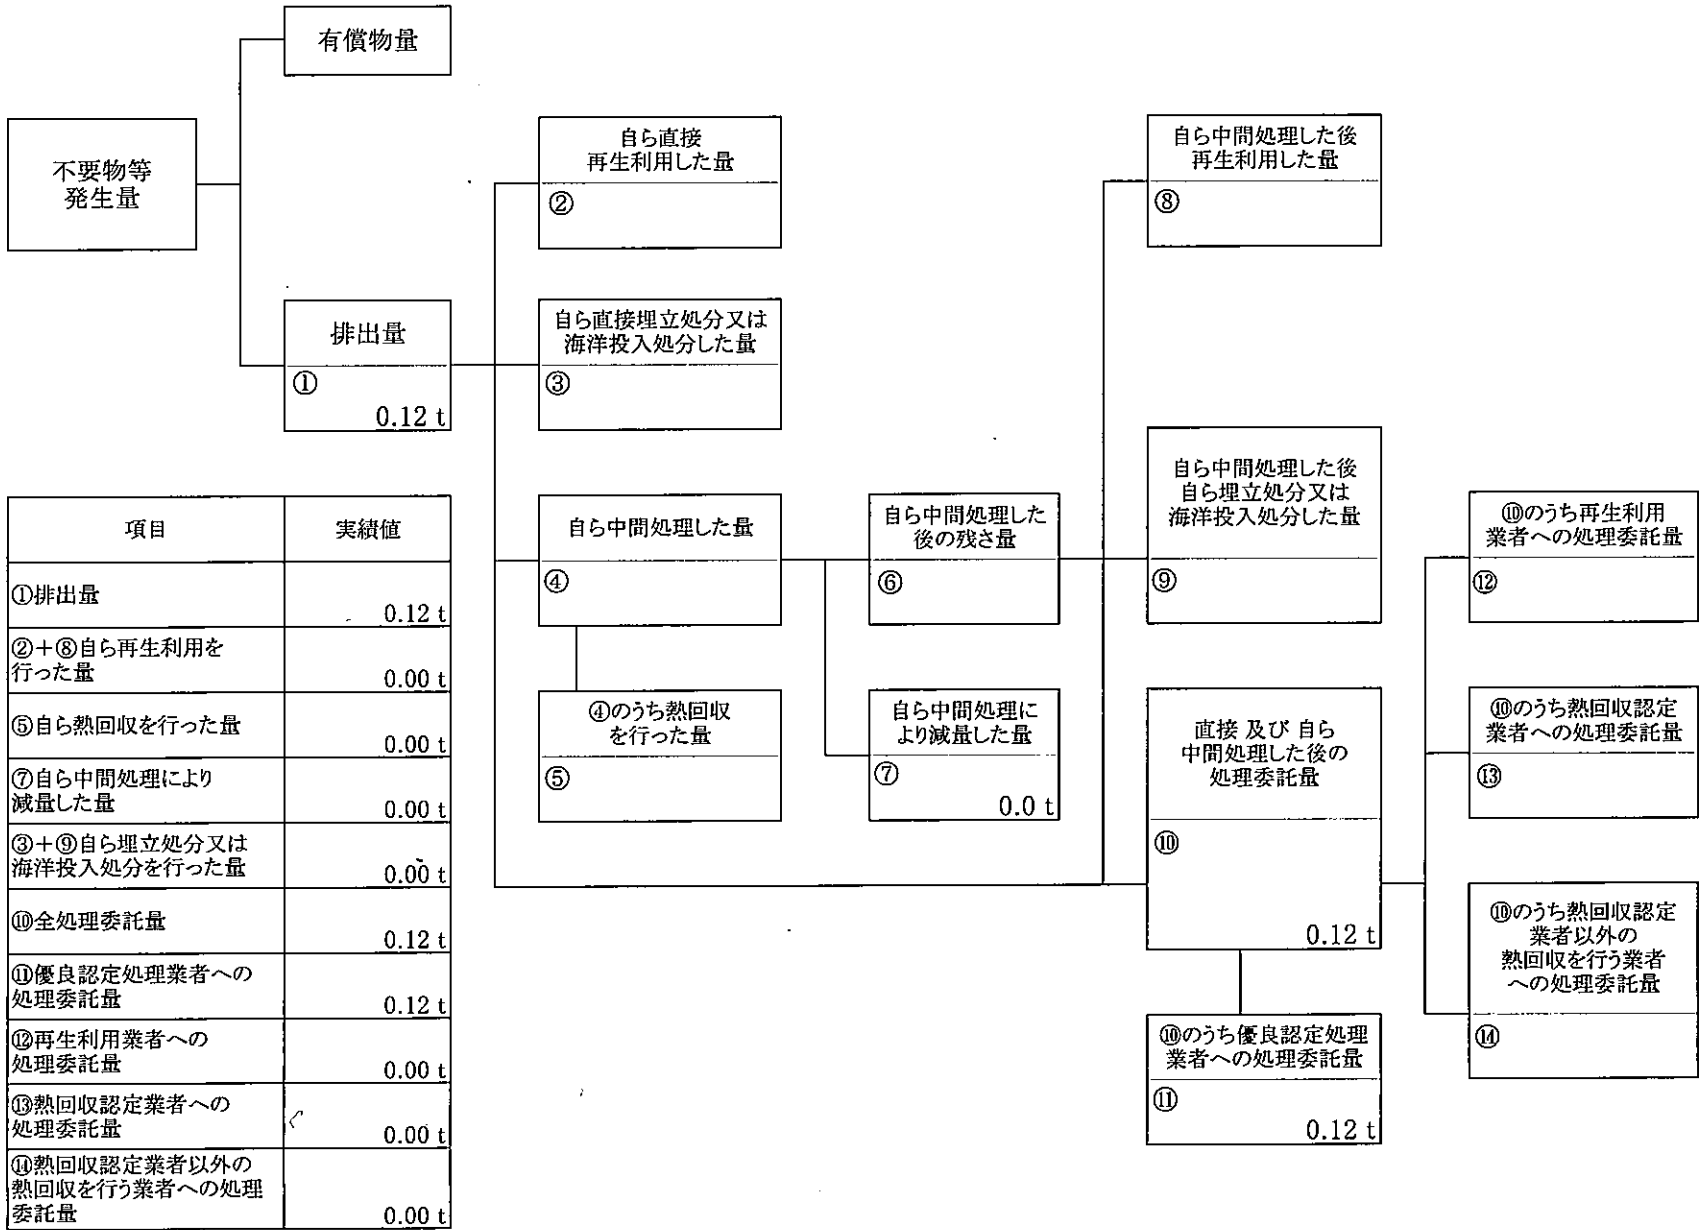 有償物量
不要物等
発生量
排出量
①
0.12 t
自ら直接
再生利用した量
②
自ら直接埋立処分又は
海洋投入処分した量
③
自ら中間処理した量
④
④のうち熱回収
を行った量
⑤
自ら中間処理した
後の残さ量
⑥
自ら中間処理に
より減量した量
⑦
0.0 t
自ら中間処理した後
再生利用した量
⑧
自ら中間処理した後
自ら埋立処分又は
海洋投入処分した量
⑨
直接 及び 自ら
中間処理した後の
処理委託量
⑩
0.12 t
⑩のうち優良認定処理
業者への処理委託量
⑪
0.12 t
⑩のうち再生利用
業者への処理委託量
⑫
⑩のうち熱回収認定
業者への処理委託量
⑬
⑩のうち熱回収認定
業者以外の
熱回収を行う業者
への処理委託量
⑭
項目 実績値
①排出量
0.12 t
②+⑧自ら再生利用を
行った量
0.00 t
⑤自ら熱回収を行った量
0.00 t
⑦自ら中間処理により
減量した量
0.00 t
③+⑨自ら埋立処分又は
海洋投入処分を行った量
0.00 t
⑩全処理委託量
0.12 t
⑪優良認定処理業者への
処理委託量
0.12 t
⑫再生利用業者への
処理委託量
0.00 t
⑬熱回収認定業者への
処理委託量
0.00 t
⑭熱回収認定業者以外の
熱回収を行う業者への処理
委託量
0.00 t